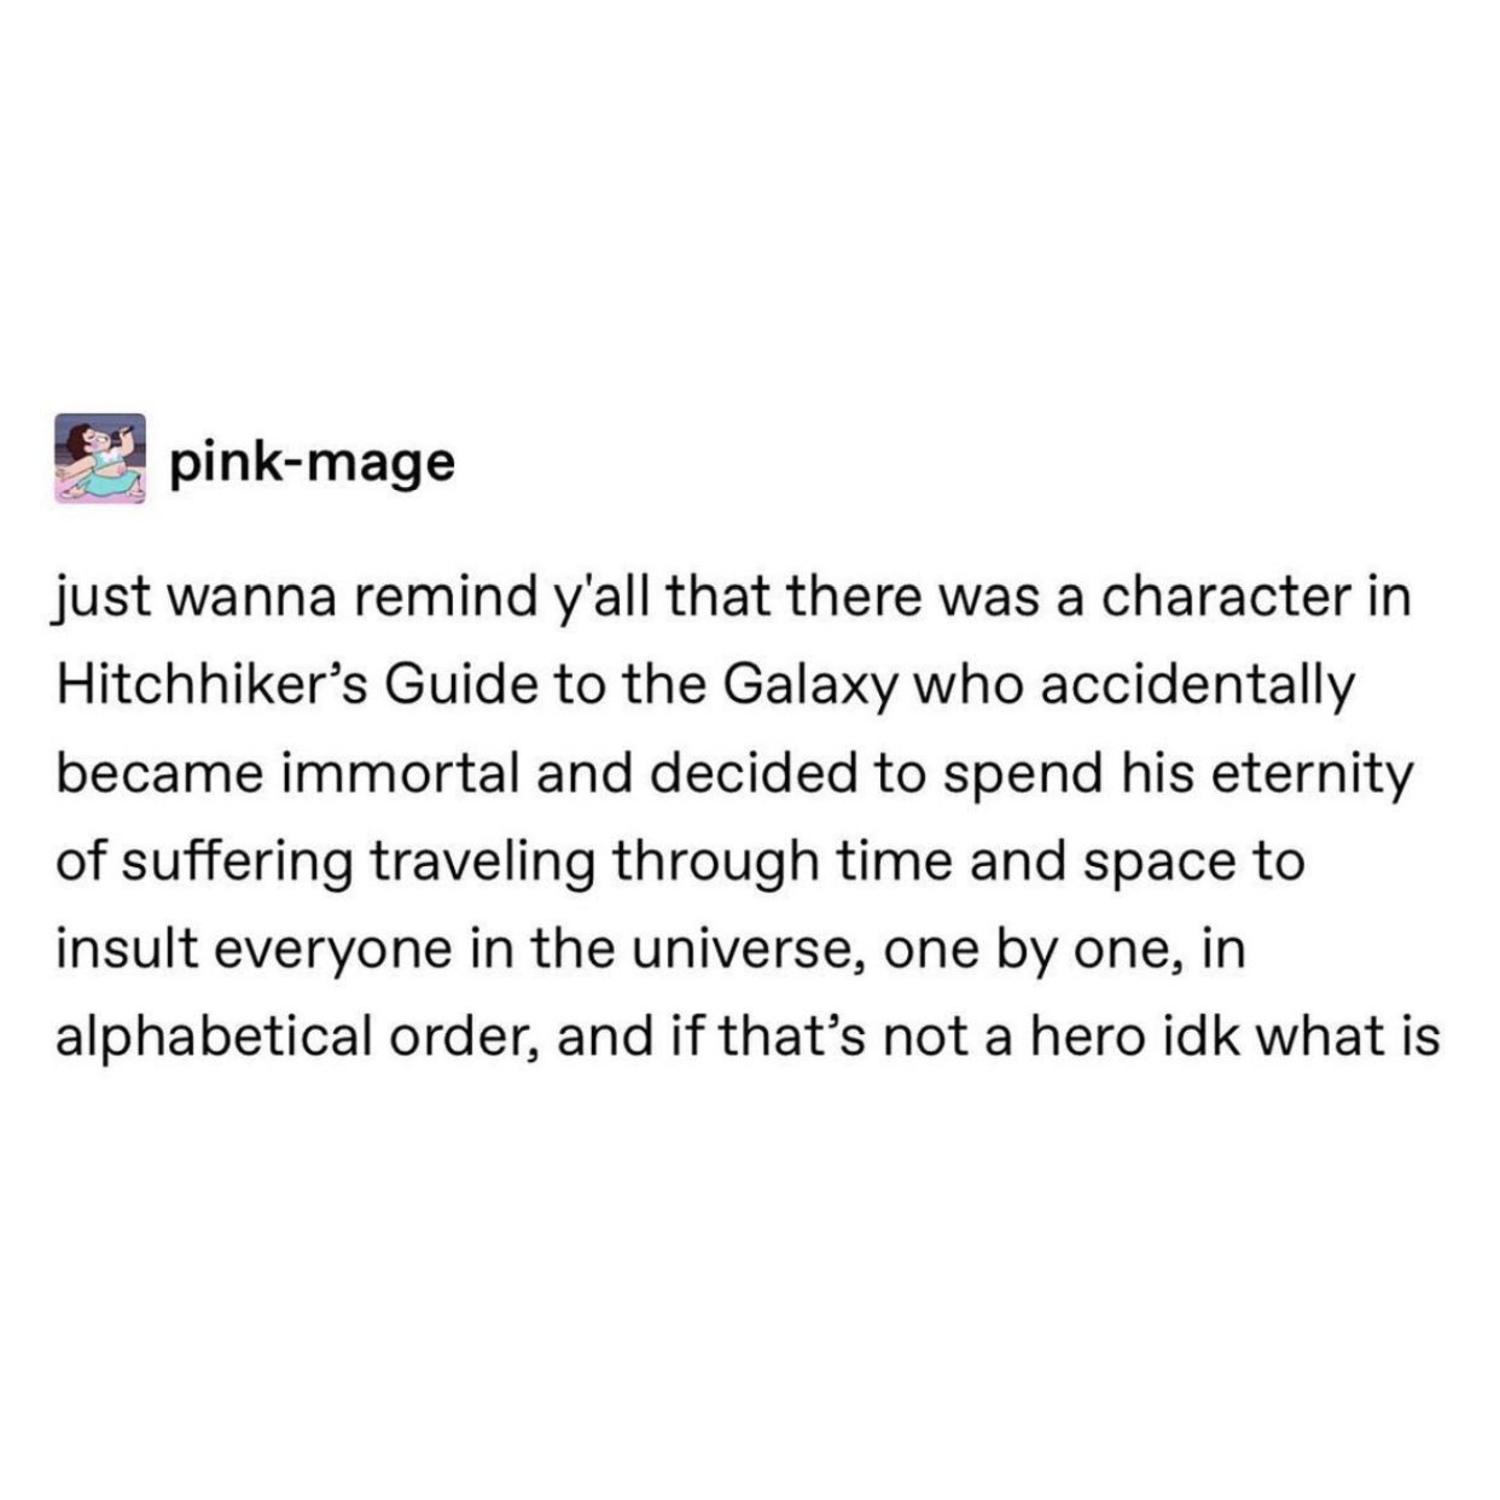 pink-mage
just wanna remind y'all that there was a character in
Hitchhiker’s Guide to the Galaxy who accidentally
became immortal and decided to spend his eternity
of suffering traveling through time and space to
insult everyone in the universe, one by one, in
alphabetical order, and if that’s not a hero idk what is